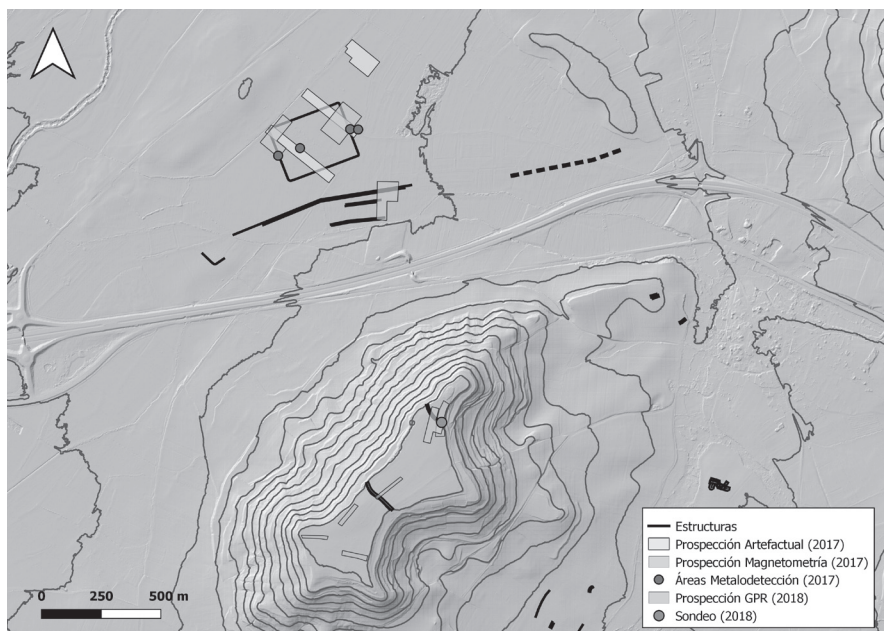 Estructuras
Prospección Artefactual (2017)
Prospección Magnetometría (2017)
Áreas Metalodetección (2017)
Prospección GPR (2018)
Sondeo (2018)
0 250 500 m